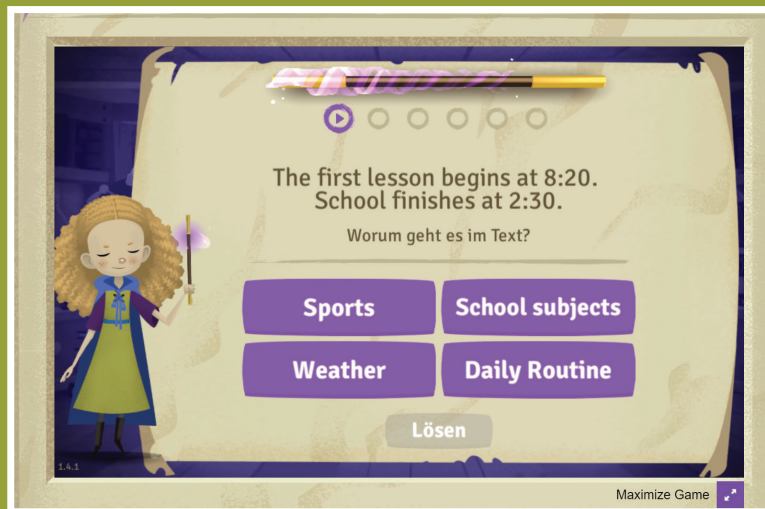 The first lesson begins at 8:20.
School finishes at 2:30.
Worum geht es im Text?
Sports
School subjects
Weather
Daily Routine
Lösen
1.4.1
Maximize Game